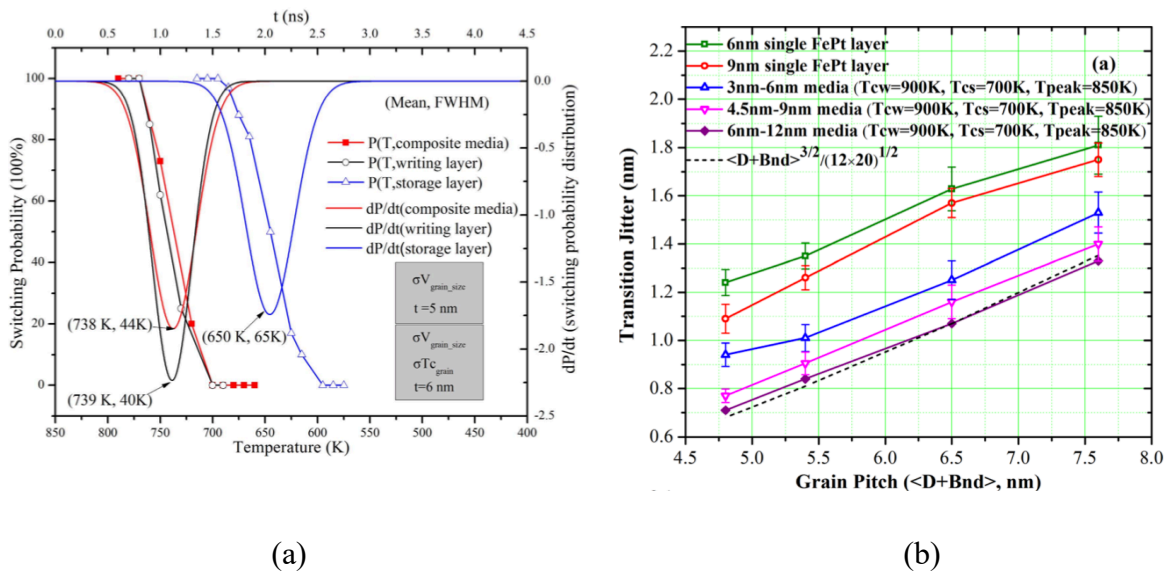 t (ns)
0.0 0.5 1.0 1.5 2.0 2.5 3.0 3.5 4.0 4.5
Switching Probability (100%)
100
80
60
40
20
0
(Mean, FWHM)
P(T,composite media)
P(T,writing layer)
P(T,storage layer)
dP/dt(composite media)
dP/dt(writing layer)
dP/dt(storage layer)
(738 K, 44K)
(650 K, 65K)
(739 K, 40K)
σV grain_size
t =5 nm
σV grain_size
σTc grain
t=6 nm
0.0
-0.5
-1.0
-1.5
-2.0
-2.5
dP/dt (switching probability distribution)
850 800 750 700 650 600 550 500 450 400
Temperature (K)
(a)
Transition Jitter (nm)
2.2
2.0
1.8
1.6
1.4
1.2
1.0
0.8
0.6
6nm single FePt layer
(a)
9nm single FePt layer
3nm-6nm media (Tcw=900K, Tcs=700K, Tpeak=850K)
4.5nm-9nm media (Tcw=900K, Tcs=700K, Tpeak=850K)
6nm-12nm media (Tcw=900K, Tcs=700K, Tpeak=850K)
<D+Bnd>^3/2/(12×20)^1/2
4.5 5.0 5.5 6.0 6.5 7.0 7.5 8.0
Grain Pitch (<D+Bnd>, nm)
(b)